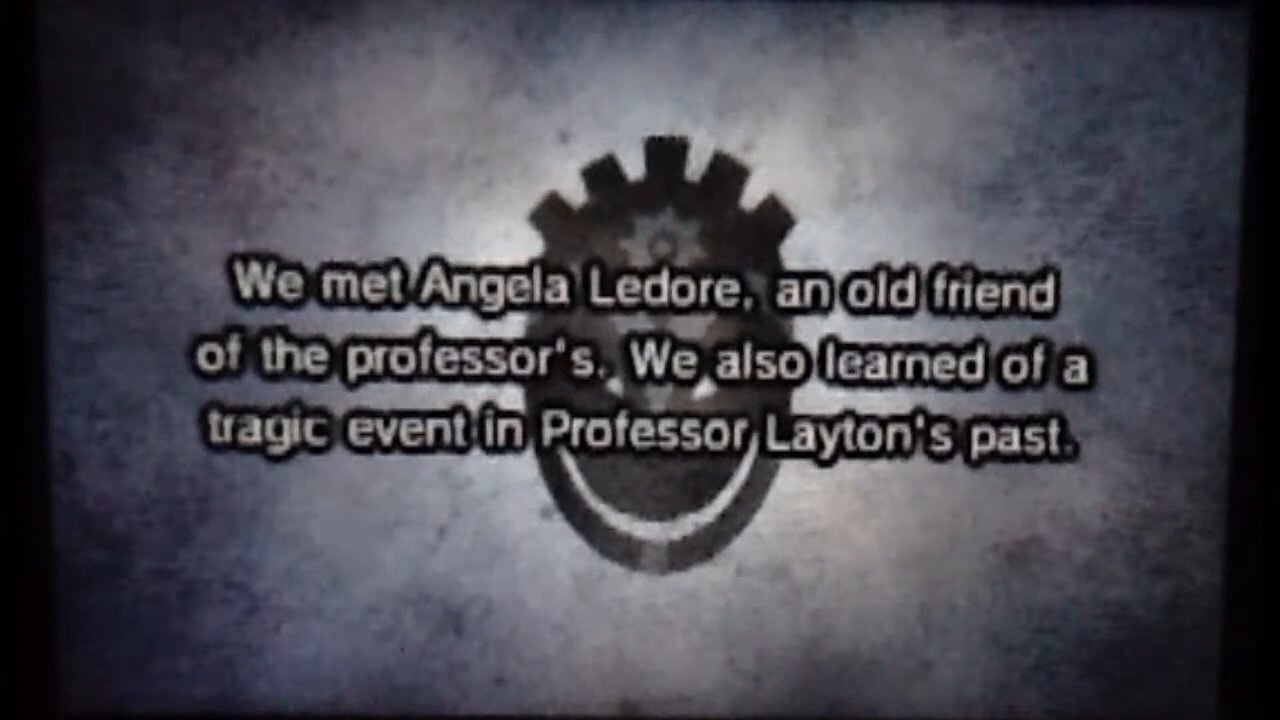 We met Angela Ledore, an old friend
of the professor's. We also learned of a
tragic event in Professor Layton's past.